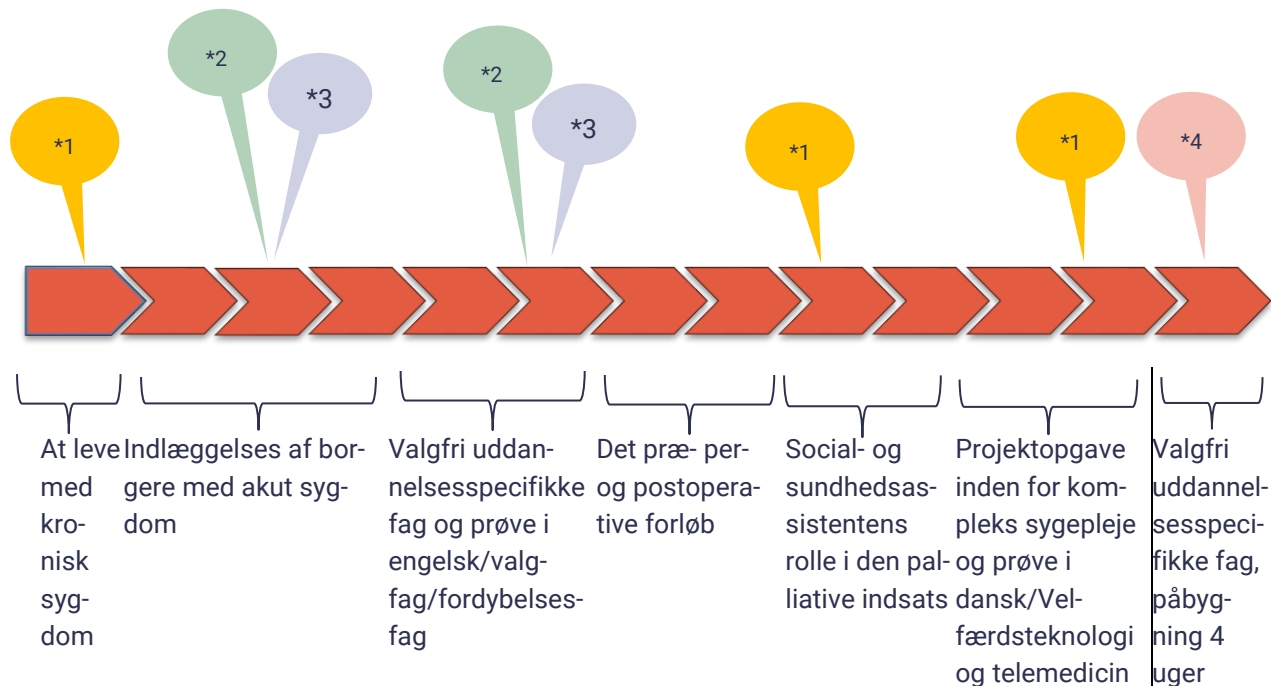 *1
*2
*3
*2
*3
*1
*1
*4
At leve
med
kro-
nisk
syg-
dom
Indlæggelses af bor-
gere med akut syg-
dom
Valgfri uddan-
nelsesspecifikke
fag og prøve i
engelsk/valg-
fag/fordybelses-
fag
Det præ- per-
og postopera-
tive forløb
Social- og
sundhedsas-
sistentens
rolle i den pal-
liative indsats
Projektopgave
inden for kom-
pleks sygepleje
og prøve i
dansk/Vel-
færdsteknologi
og telemedicin
Valgfri
uddannel-
sesspeci-
fikke fag,
påbyg-
ning 4
uger